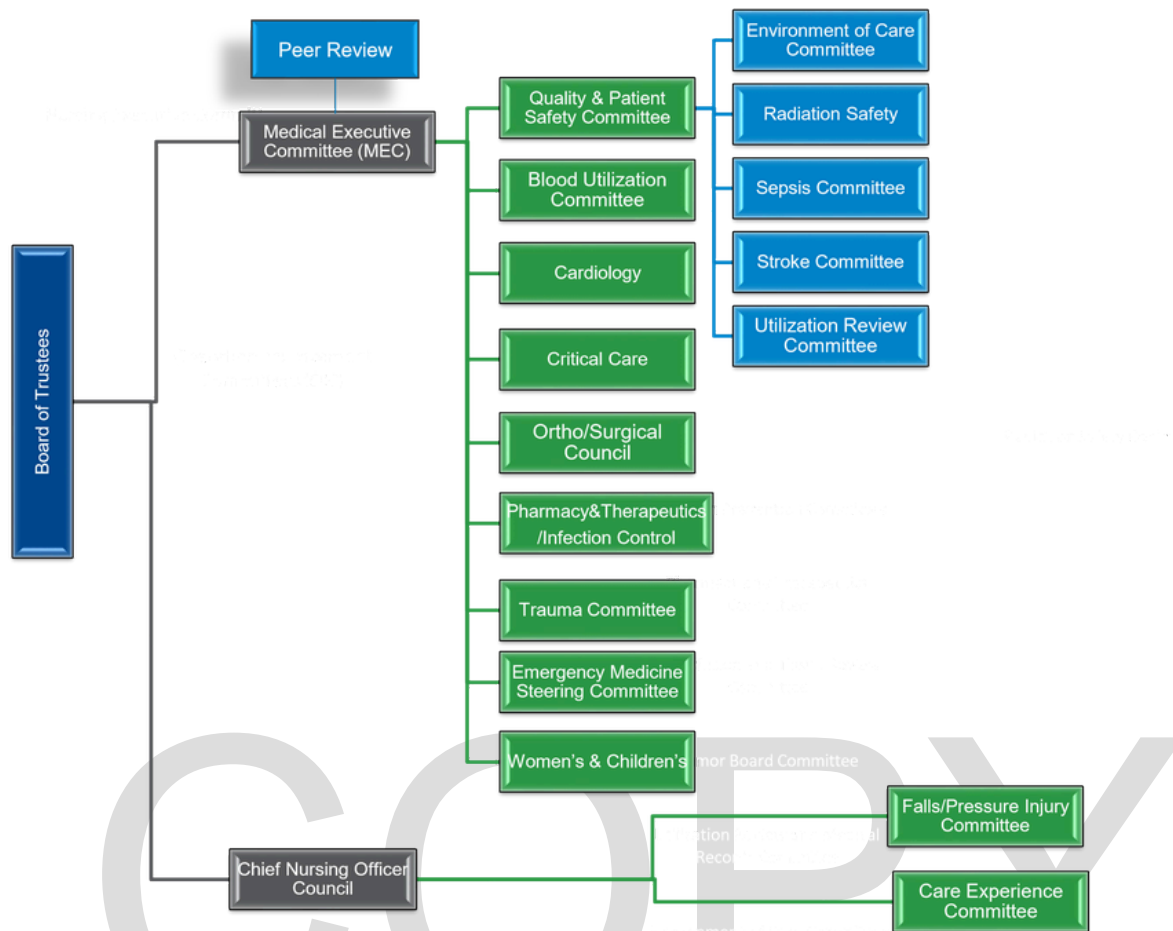 Peer Review
Medical Executive
Committee (MEC)
Board of Trustees
Quality & Patient
Safety Committee
Blood Utilization
Committee
Cardiology
Critical Care
Ortho/Surgical
Council
Pharmacy&Therapeutics
/Infection Control
Trauma Committee
Emergency Medicine
Steering Committee
Women's & Children's
mor Board Committee
Environment of Care
Committee
Radiation Safety
Sepsis Committee
Stroke Committee
Utilization Review
Committee
Chief Nursing Officer
Council
Falls/Pressure Injury
Committee
Care Experience
Committee
COPY